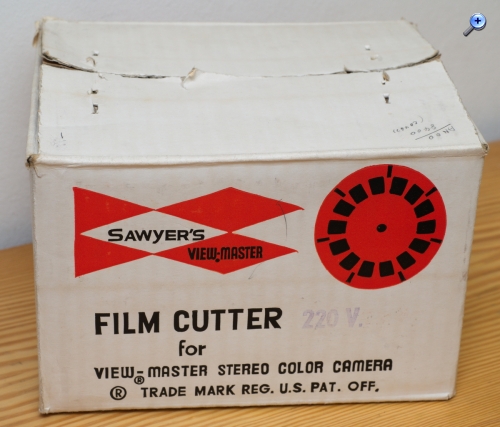 SAWYER'S
VIEW-MASTER
FILM CUTTER 220 V.
for
VIEW-MASTER STEREO COLOR CAMERA
® TRADE MARK REG. U.S. PAT. OFF.